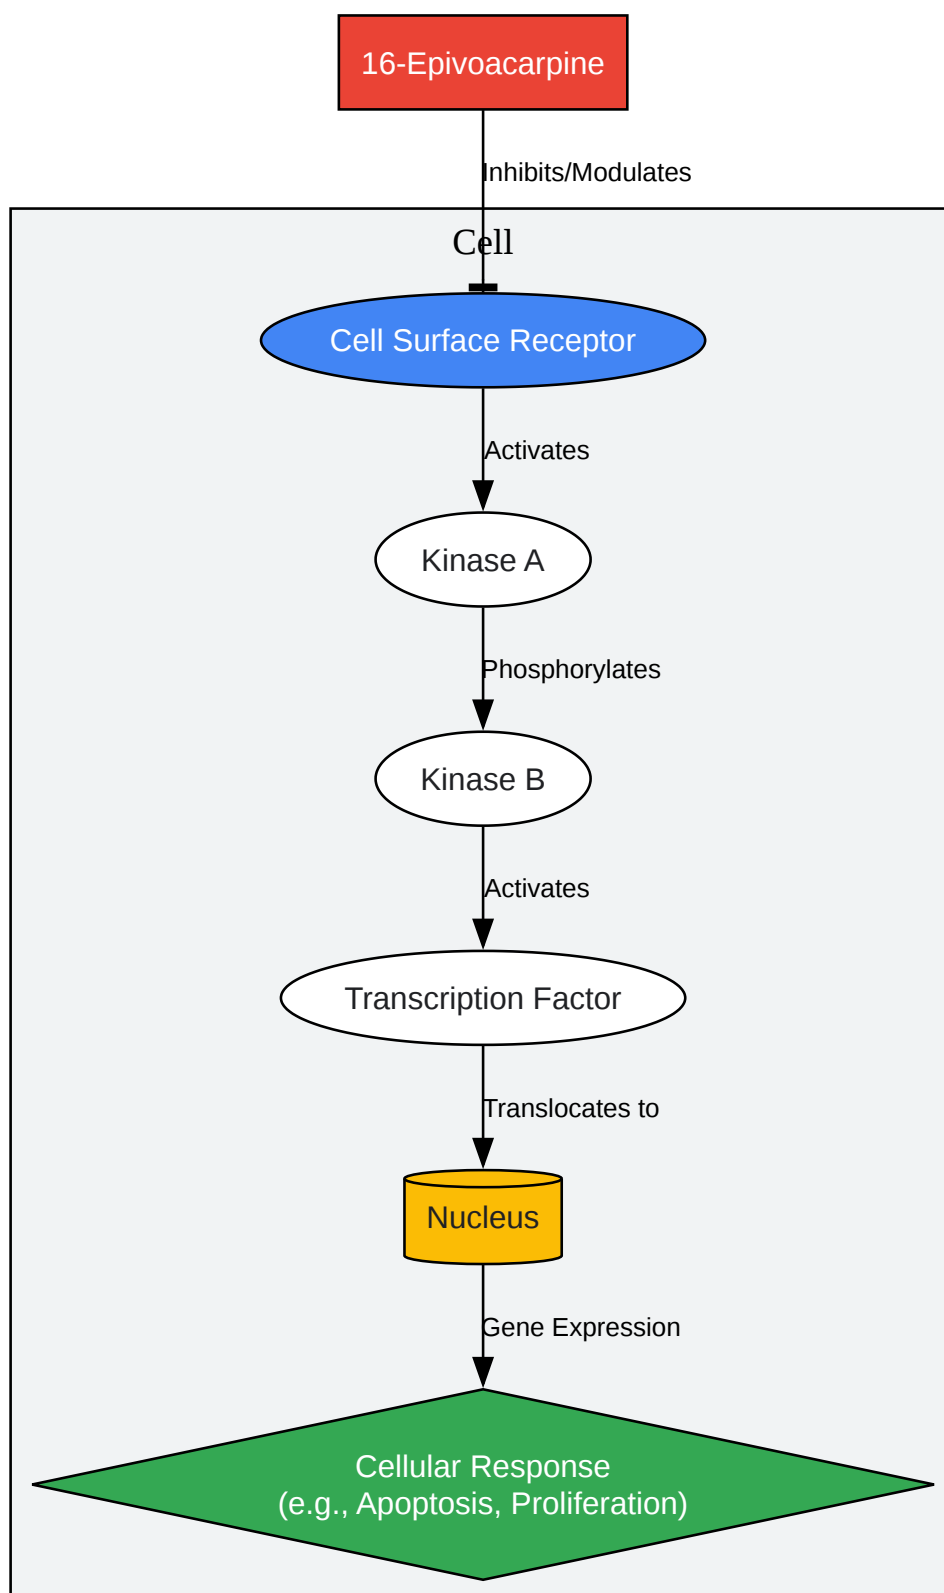 16-Epivoacarpine
Inhibits/Modulates
Cell
Cell Surface Receptor
Activates
Kinase A
Phosphorylates
Kinase B
Activates
Transcription Factor
Translocates to
Nucleus
Gene Expression
Cellular Response
(e.g., Apoptosis, Proliferation)